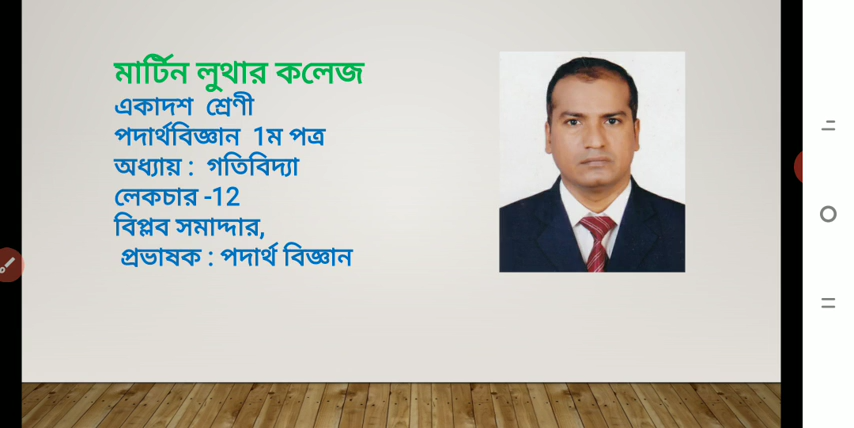 মার্টিন লুথার কলেজ
একাদশ শ্রেণী
পদার্থবিজ্ঞান 1ম পত্র
অধ্যায় : গতিবিদ্যা
লেকচার -12
বিপ্লব সমাদ্দার,
প্রভাষক : পদার্থ বিজ্ঞান